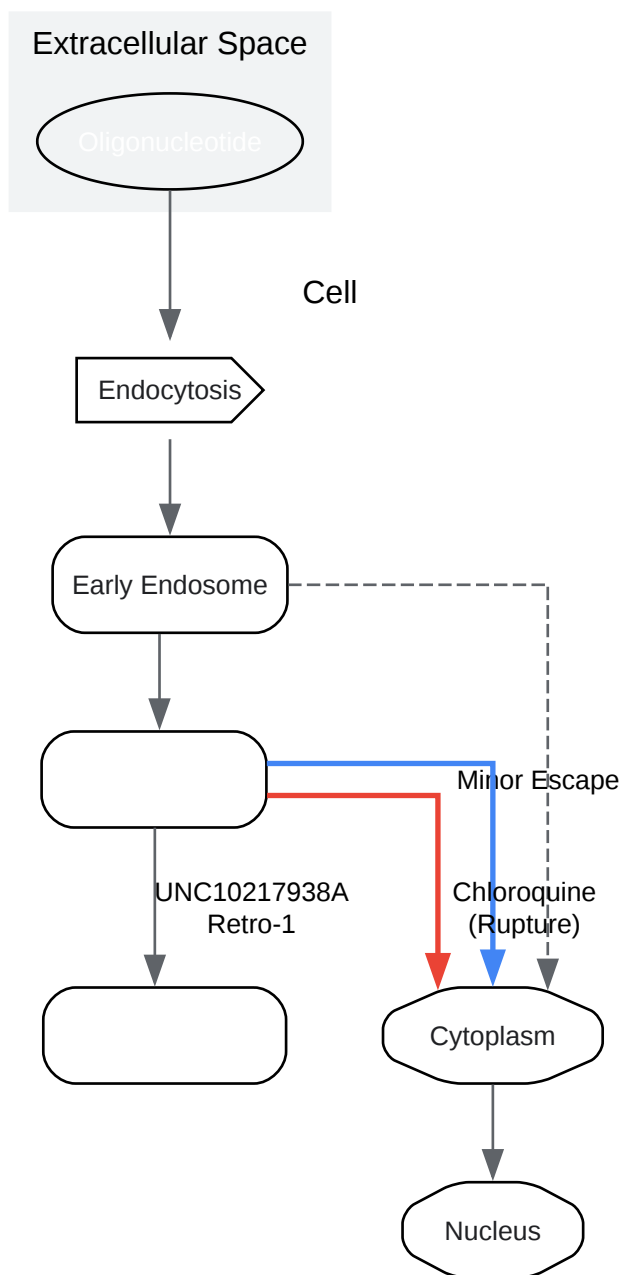 Extracellular Space
Oligonucleotide
Cell
Endocytosis
Early Endosome
Minor Escape
UNC10217938A
Retro-1
Chloroquine
(Rupture)
Cytoplasm
Nucleus